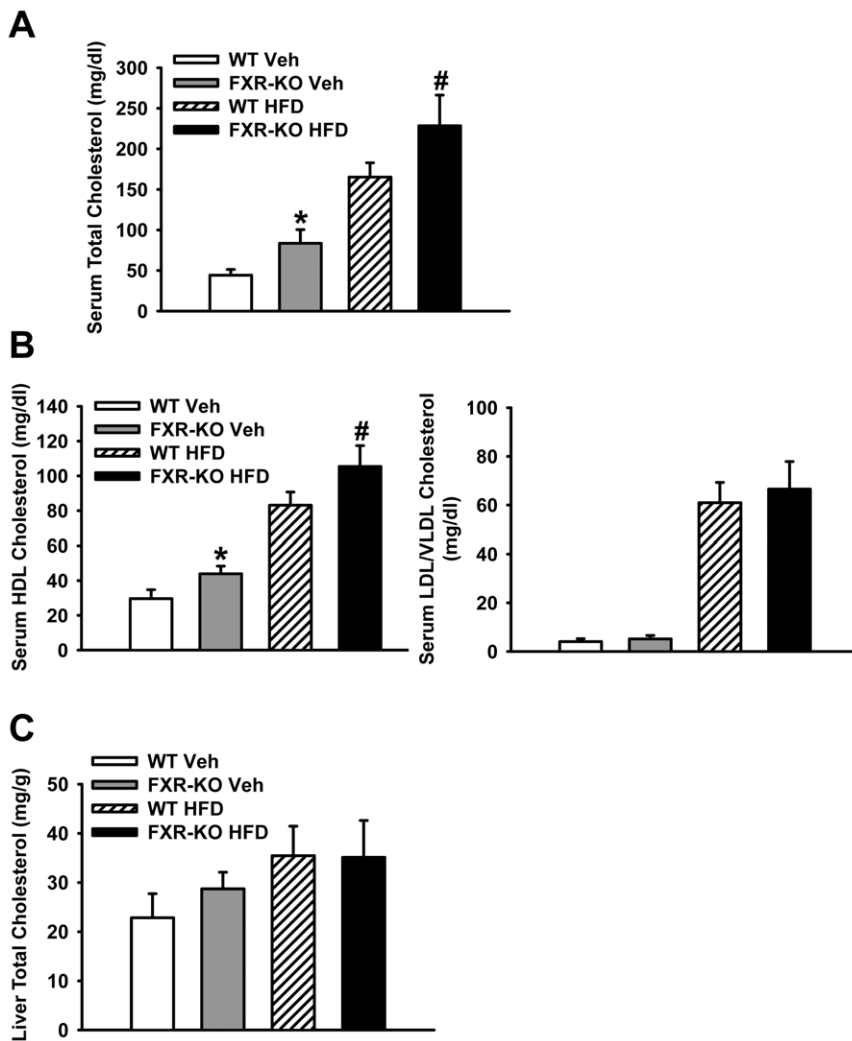 A
Serum Total Cholesterol (mg/dl)
300
250
200
150
100
50
0
WT Veh
FXR-KO Veh
WT HFD
FXR-KO HFD
*
#
B
Serum HDL Cholesterol (mg/dl)
140
120
100
80
60
40
20
0
WT Veh
FXR-KO Veh
WT HFD
FXR-KO HFD
*
#
Serum LDL/VLDL Cholesterol
(mg/dl)
100
80
60
40
20
0
C
Liver Total Cholesterol (mg/g)
50
40
30
20
10
0
WT Veh
FXR-KO Veh
WT HFD
FXR-KO HFD